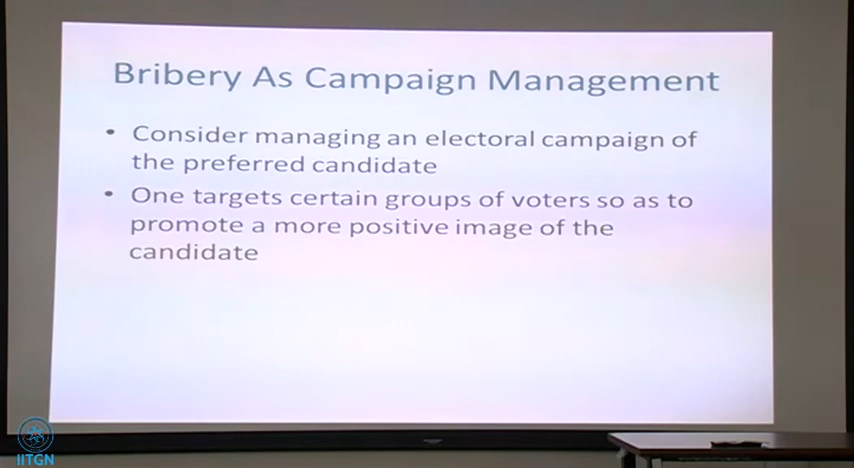 Bribery As Campaign Management
• Consider managing an electoral campaign of
the preferred candidate
• One targets certain groups of voters so as to
promote a more positive image of the
candidate
IITGN